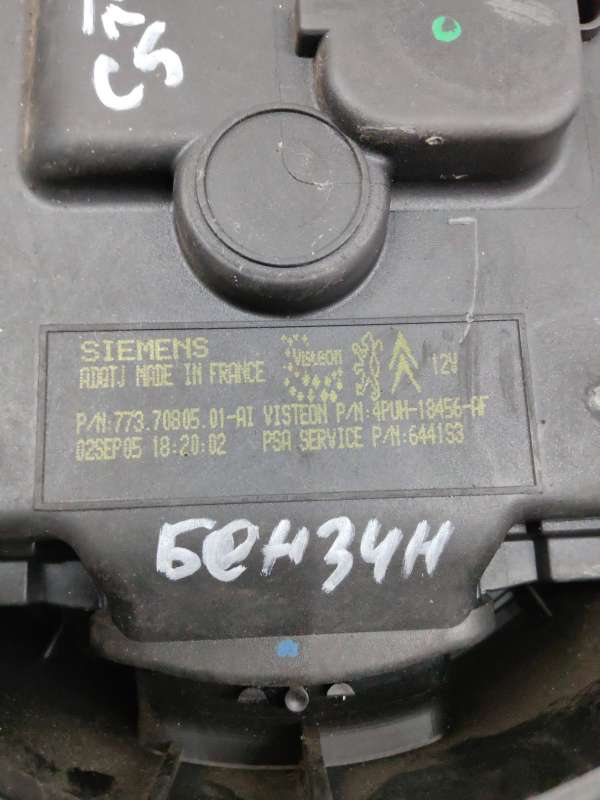 C5
SIEMENS Visteon 12V
ADATJ MADE IN FRANCE
P/N:773.70805.01-AI VISTEON P/N:4PUH-18456-AF
02SEP05 18:20:02 PSA SERVICE P/N:6441S3
бензин